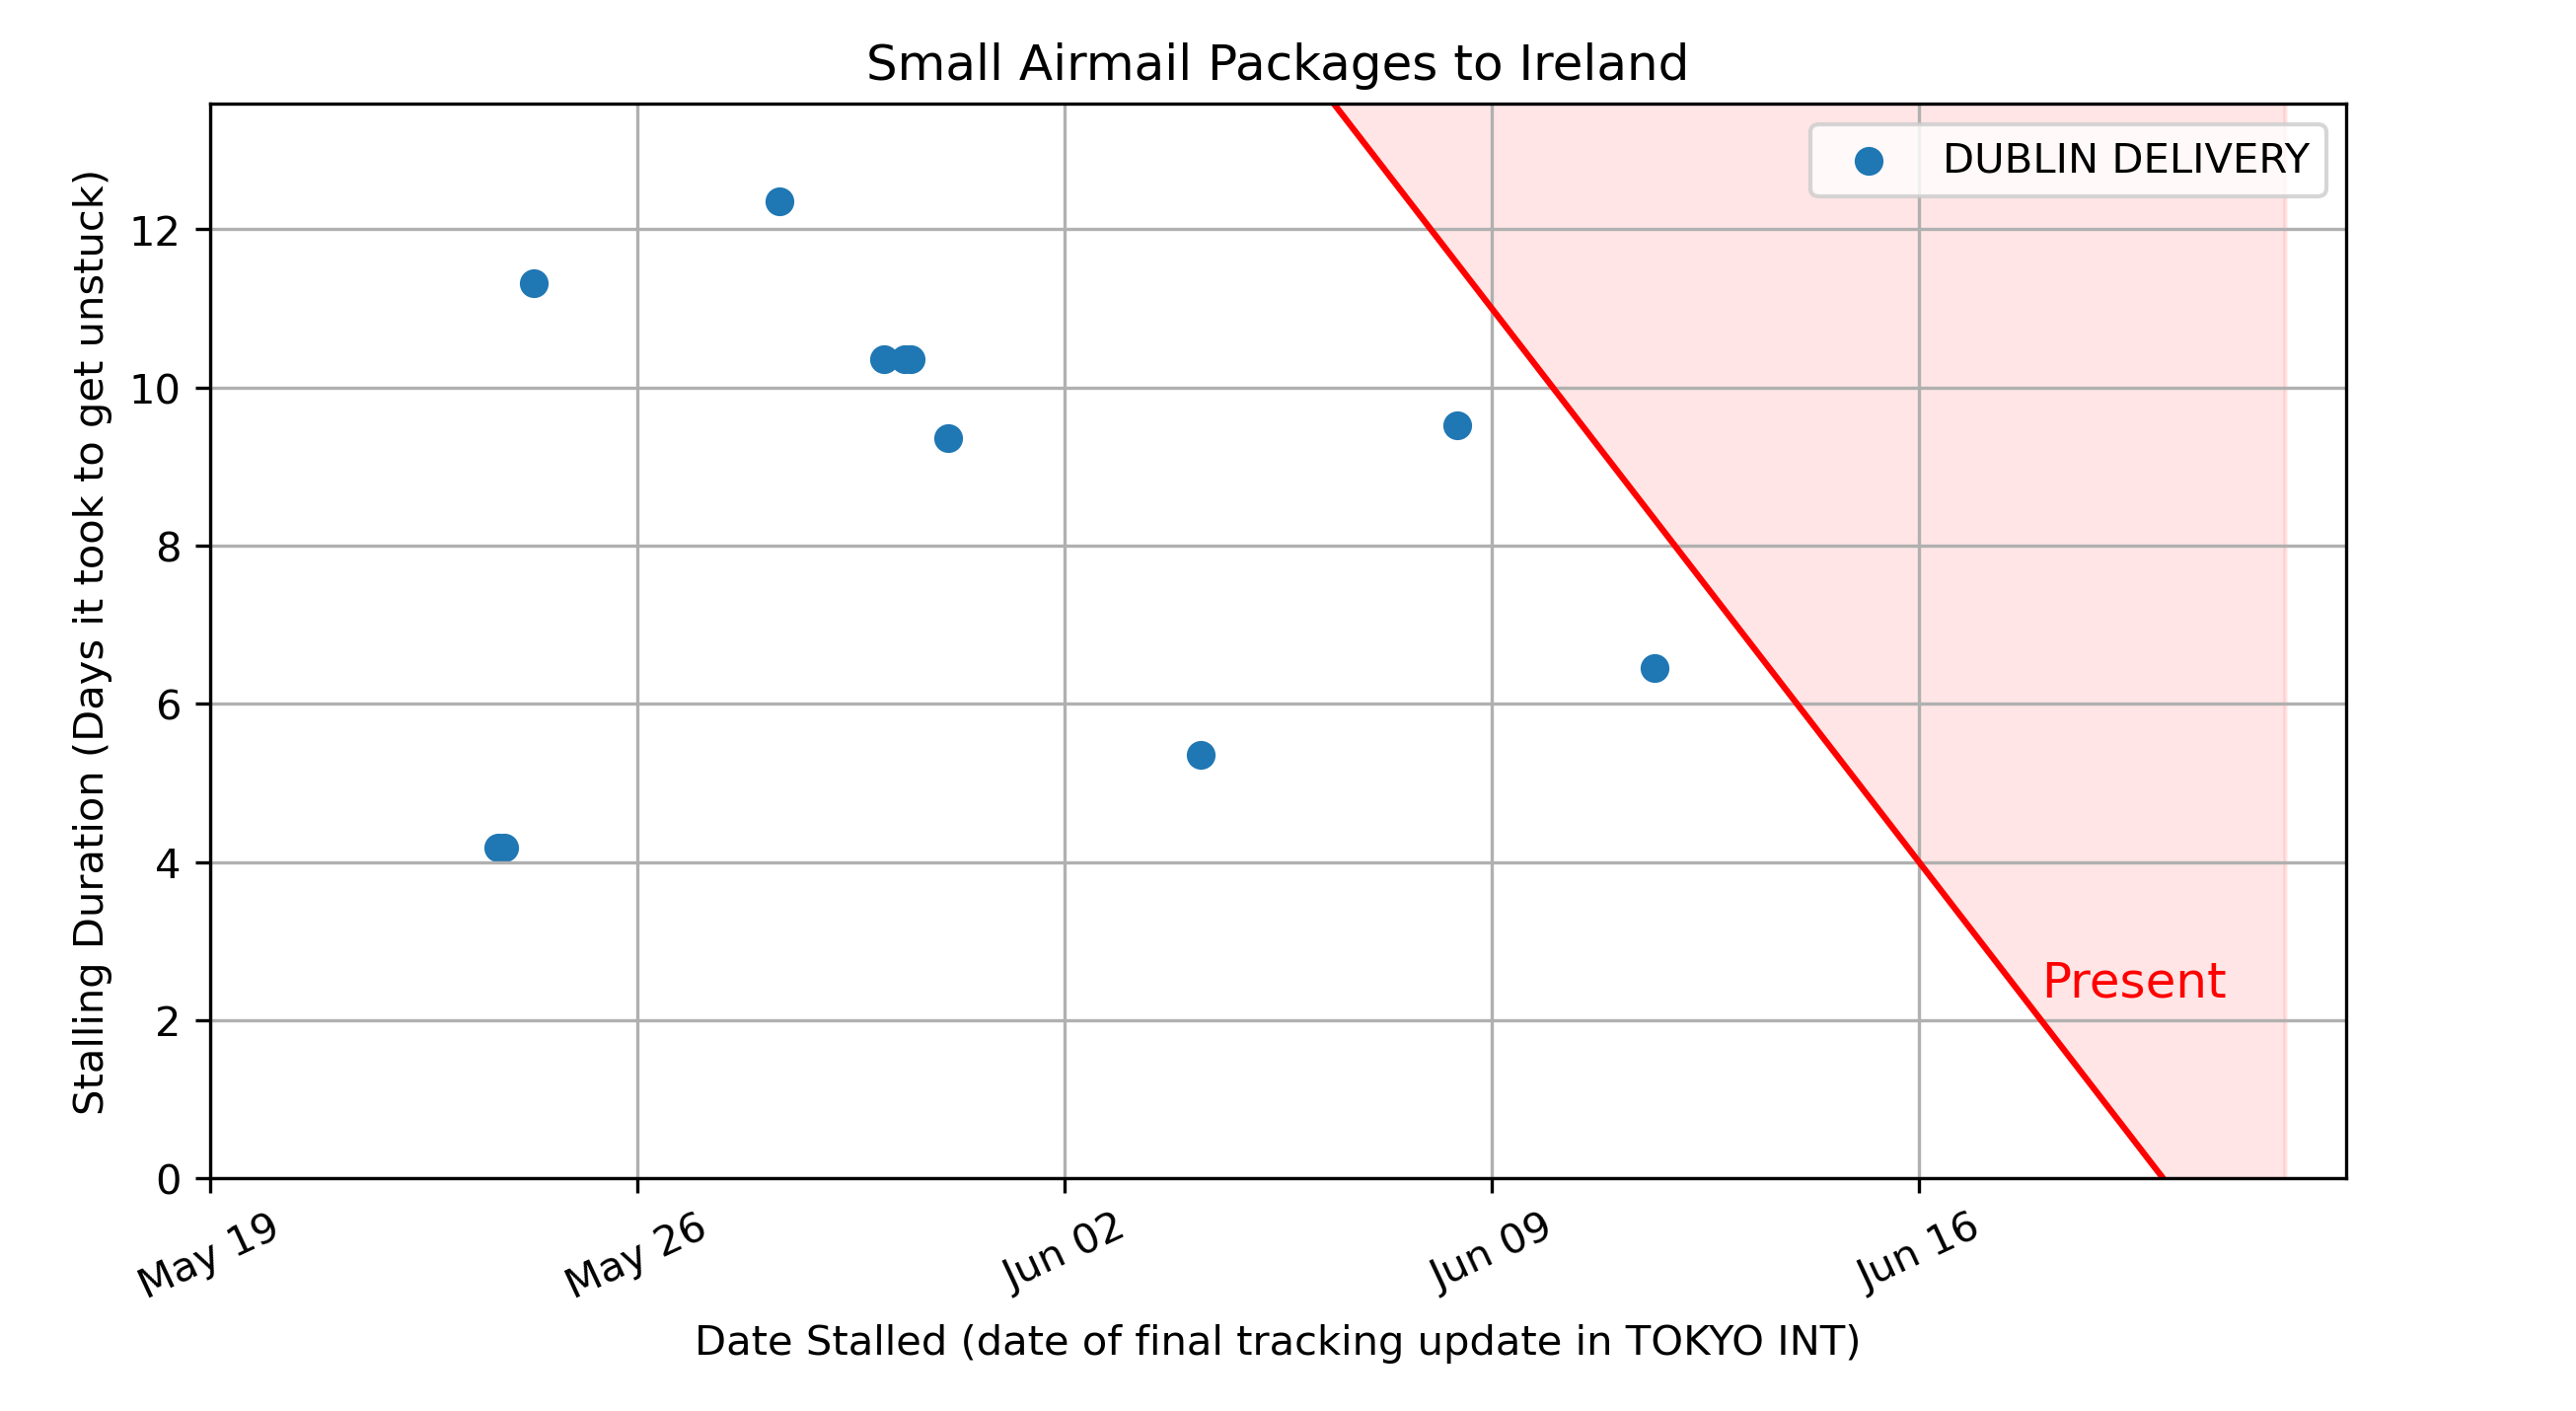 Small Airmail Packages to Ireland
DUBLIN DELIVERY
Stalling Duration (Days it took to get unstuck)
12
10
8
6
4
2
0
Present
May 19
May 26
Jun 02
Jun 09
Jun 16
Date Stalled (date of final tracking update in TOKYO INT)